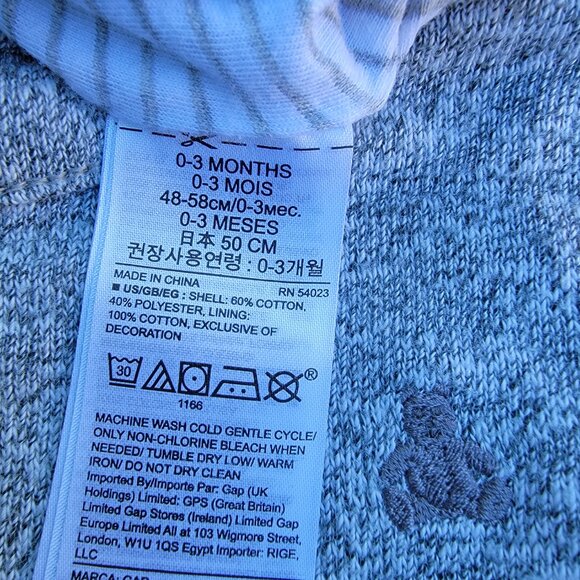 0-3 MONTHS
0-3 MOIS
48-58см/0-3мес.
0-3 MESES
日本 50 CM
권장사용연령 : 0-3개월
MADE IN CHINA RN 54023
■ US/GB/EG : SHELL: 60% COTTON,
40% POLYESTER, LINING:
100% COTTON, EXCLUSIVE OF
DECORATION
30 ®
1166
MACHINE WASH COLD GENTLE CYCLE/
ONLY NON-CHLORINE BLEACH WHEN
NEEDED/ TUMBLE DRY LOW/ WARM
IRON/ DO NOT DRY CLEAN
Imported By/Importe Par: Gap (UK
Holdings) Limited: GPS (Great Britain)
Limited Gap Stores (Ireland) Limited Gap
Europe Limited All at 103 Wigmore Street,
London, W1U 1QS Egypt Importer: RIGE,
LLC
MARCA: GAP